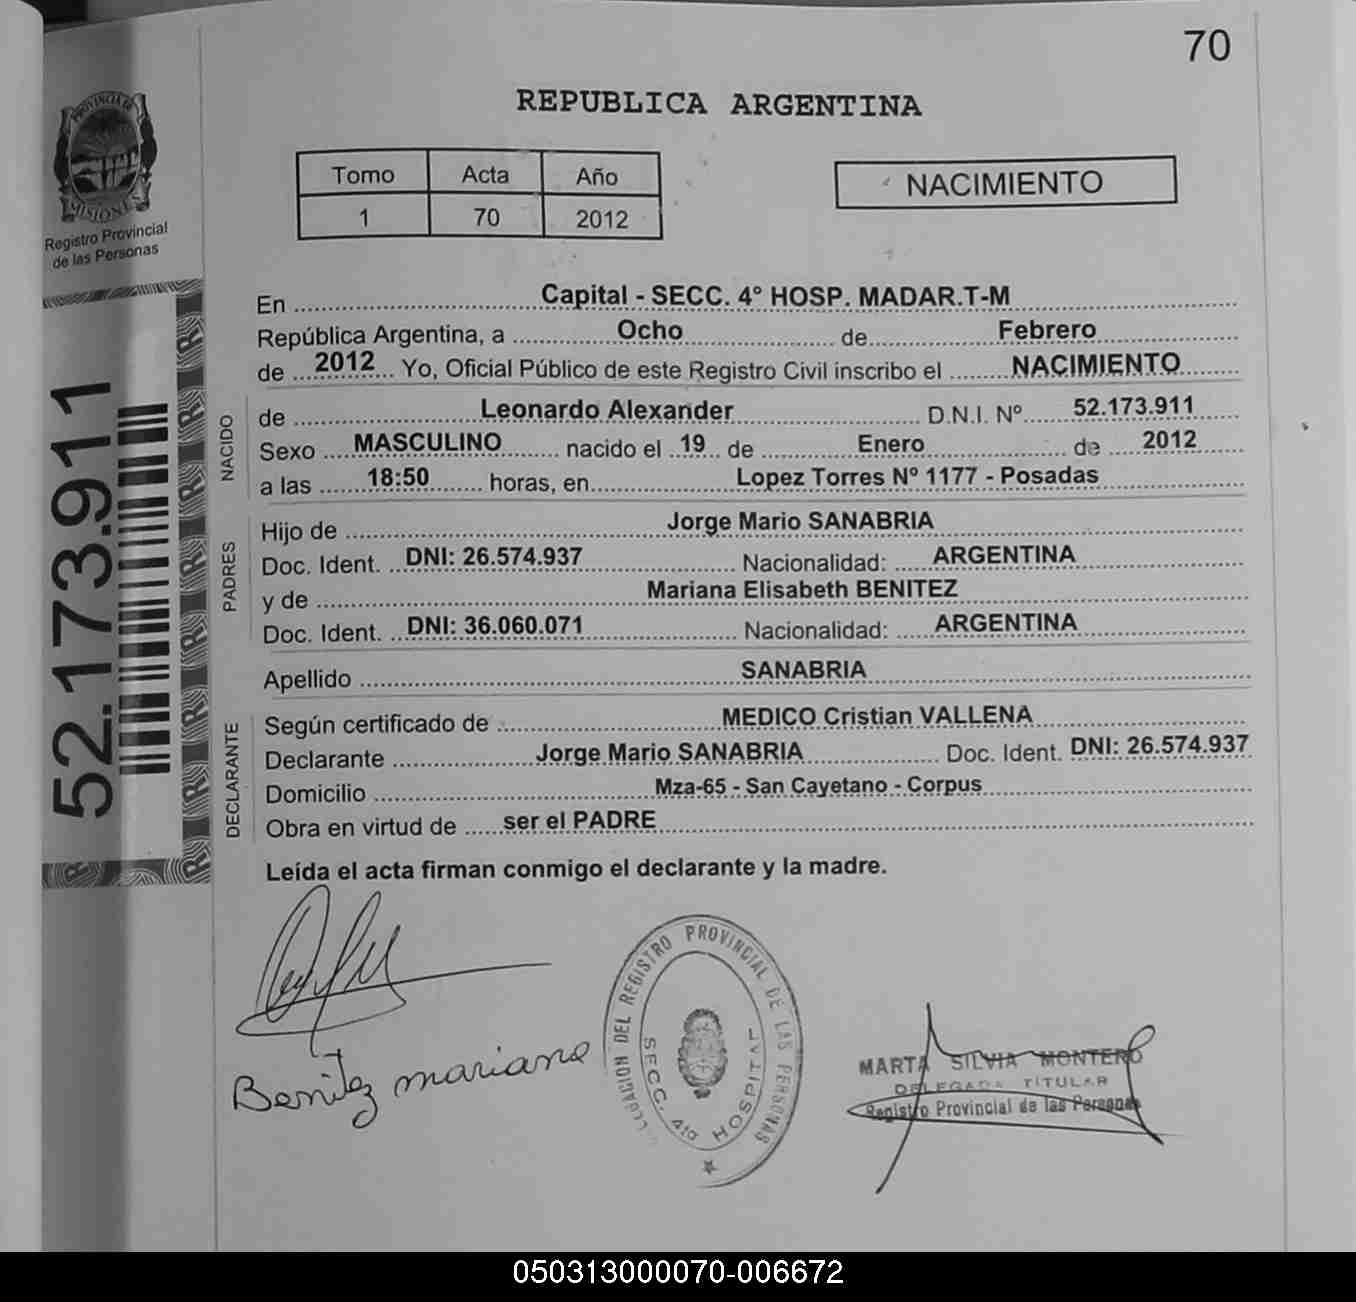 70
REPUBLICA ARGENTINA
PROVINCIA DE
MISIONES
Registro Provincial
de las Personas
Tomo Acta Año
1 70 2012
NACIMIENTO
52.173.911
En Capital - SECC. 4° HOSP. MADAR.T-M
República Argentina, a Ocho de Febrero
de 2012 Yo, Oficial Público de este Registro Civil inscribo el NACIMIENTO
NACIDO
de Leonardo Alexander D.N.I. Nº 52.173.911
Sexo MASCULINO nacido el 19 de Enero de 2012
a las 18:50 horas, en Lopez Torres Nº 1177 - Posadas
PADRES
Hijo de Jorge Mario SANABRIA
Doc. Ident. DNI: 26.574.937 Nacionalidad: ARGENTINA
y de Mariana Elisabeth BENITEZ
Doc. Ident. DNI: 36.060.071 Nacionalidad: ARGENTINA
Apellido SANABRIA
DECLARANTE
Según certificado de MEDICO Cristian VALLENA
Declarante Jorge Mario SANABRIA Doc. Ident. DNI: 26.574.937
Domicilio Mza-65 - San Cayetano - Corpus
Obra en virtud de ser el PADRE
Leída el acta firman conmigo el declarante y la madre.
Benitez mariana
DEL REGISTRO PROVINCIAL DE LAS PERSONAS
SECC. 4ta HOSPITAL
MARTA SILVIA MONTERO
DELEGADA TITULAR
Registro Provincial de las Personas
050313000070-006672